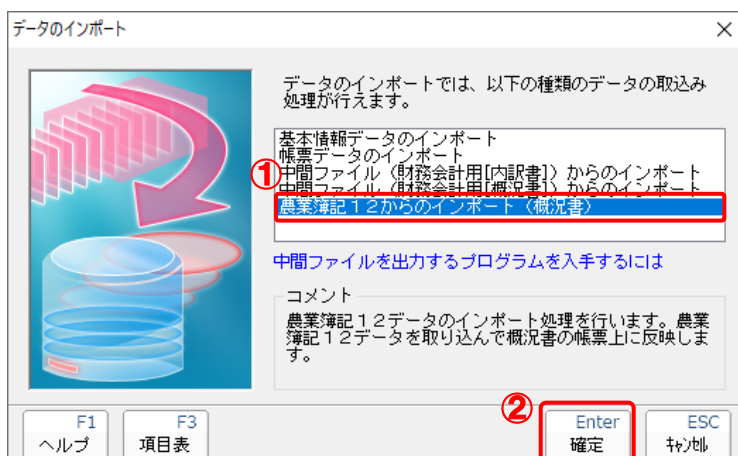 データのインポート
データのインポートでは、以下の種類のデータの取込み
処理が行えます。
基本情報データのインポート
帳票データのインポート
①
中間ファイル（財務会計用[内訳書]）からのインポート
中間ファイル（財務会計用[概況書]）からのインポート
農業簿記１２からのインポート（概況書）
中間ファイルを出力するプログラムを入手するには
コメント
農業簿記１２データのインポート処理を行います。農業
簿記１２データを取り込んで概況書の帳票上に反映しま
す。
②
F1
ヘルプ
F3
項目表
Enter
確定
ESC
ｷｬﾝｾﾙ